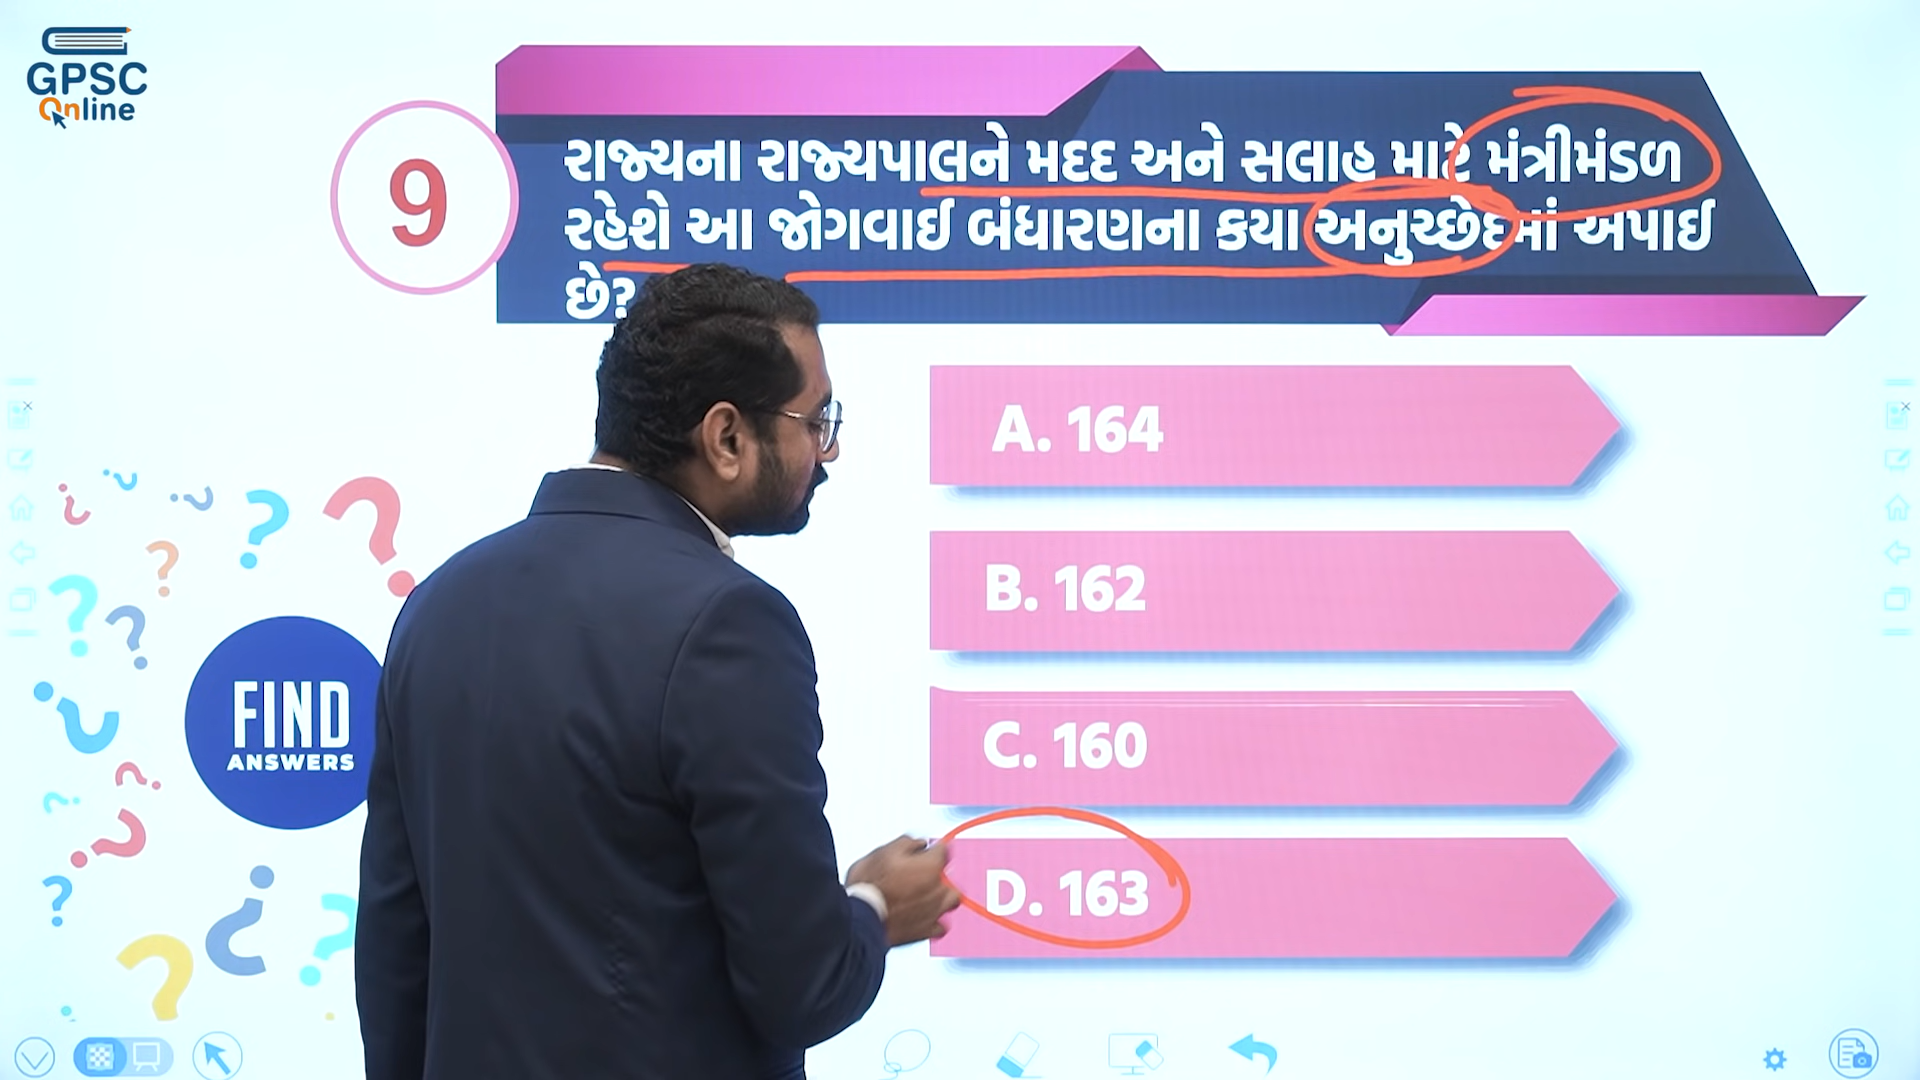 GPSC
Online
9
રાજ્યના રાજ્યપાલને મદદ અને સલાહ માટે મંત્રીમંડળ
રહેશે આ જોગવાઈ બંધારણના કયા અનુચ્છેદમાં અપાઈ
છે?
A. 164
B. 162
C. 160
D. 163
FIND
ANSWERS